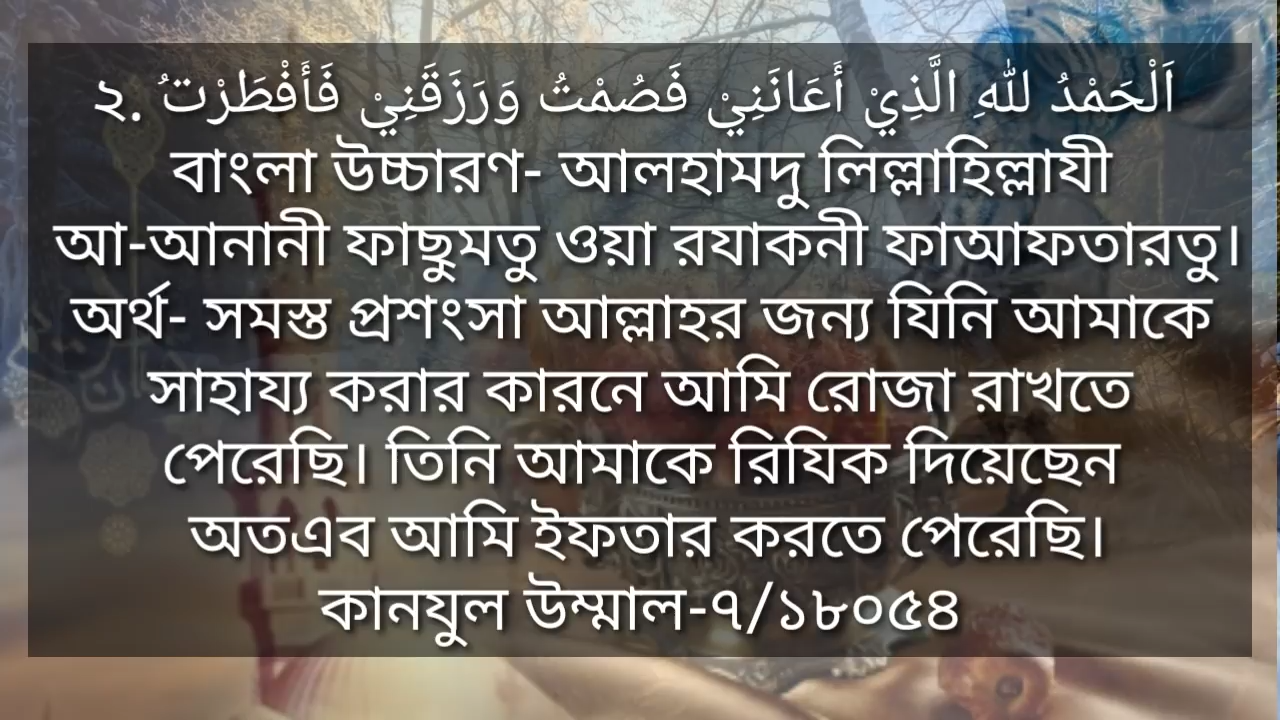 ২. اَلْحَمْدُ للهِ الَّذِيْ أَعَانَنِيْ فَصُمْتُ وَرَزَقَنِيْ فَأَفْطَرْتُ
বাংলা উচ্চারণ- আলহামদু লিল্লাহিল্লাযী
আ-আনানী ফাছুমতু ওয়া রযাকনী ফাআফতারতু।
অর্থ- সমস্ত প্রশংসা আল্লাহর জন্য যিনি আমাকে
সাহায্য করার কারনে আমি রোজা রাখতে
পেরেছি। তিনি আমাকে রিযিক দিয়েছেন
অতএব আমি ইফতার করতে পেরেছি।
কানযুল উম্মাল-৭/১৮০৫৪